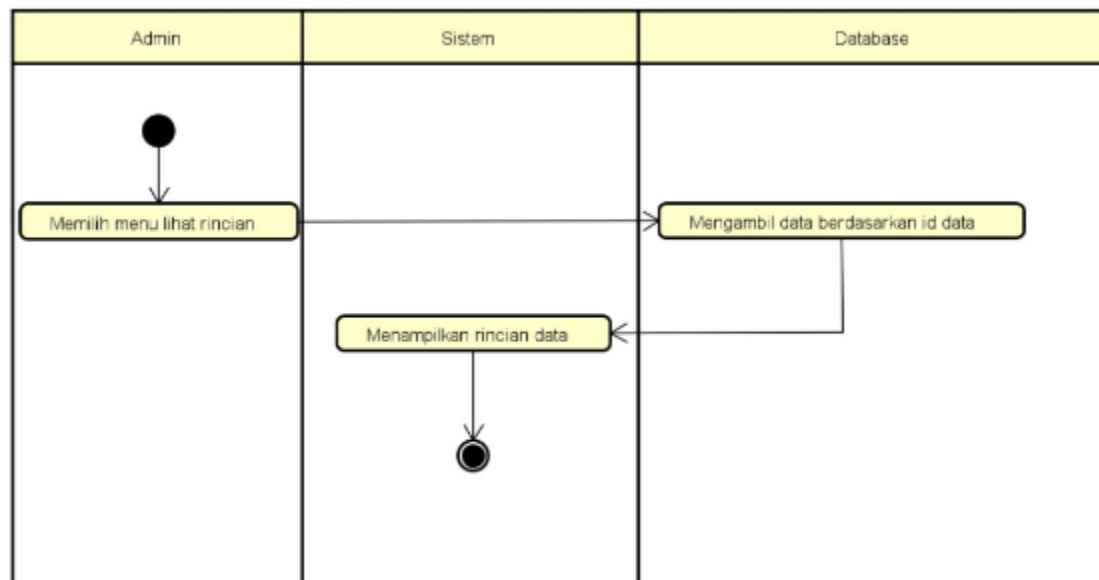 Admin
Sistem
Database
Memilih menu lihat rincian
Mengambil data berdasarkan id data
Menampilkan rincian data